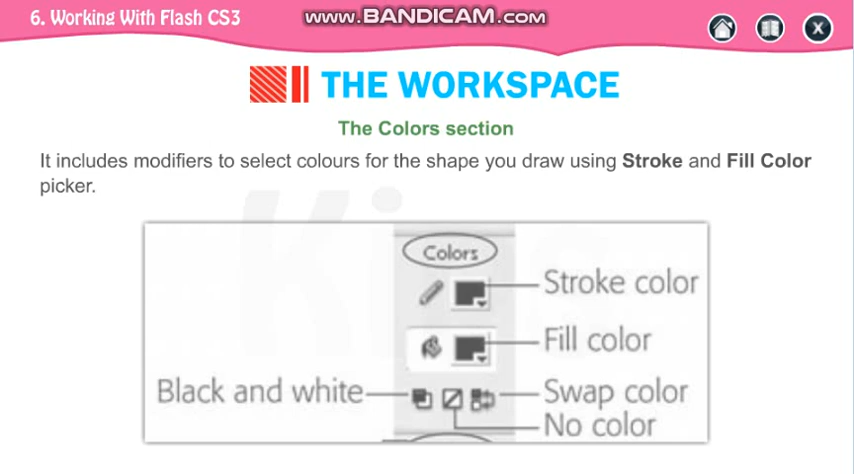 6. Working With Flash CS3
www.BANDICAM.com
THE WORKSPACE
The Colors section
It includes modifiers to select colours for the shape you draw using Stroke and Fill Color
picker.
Kips
Colors
Stroke color
Fill color
Black and white
Swap color
No color